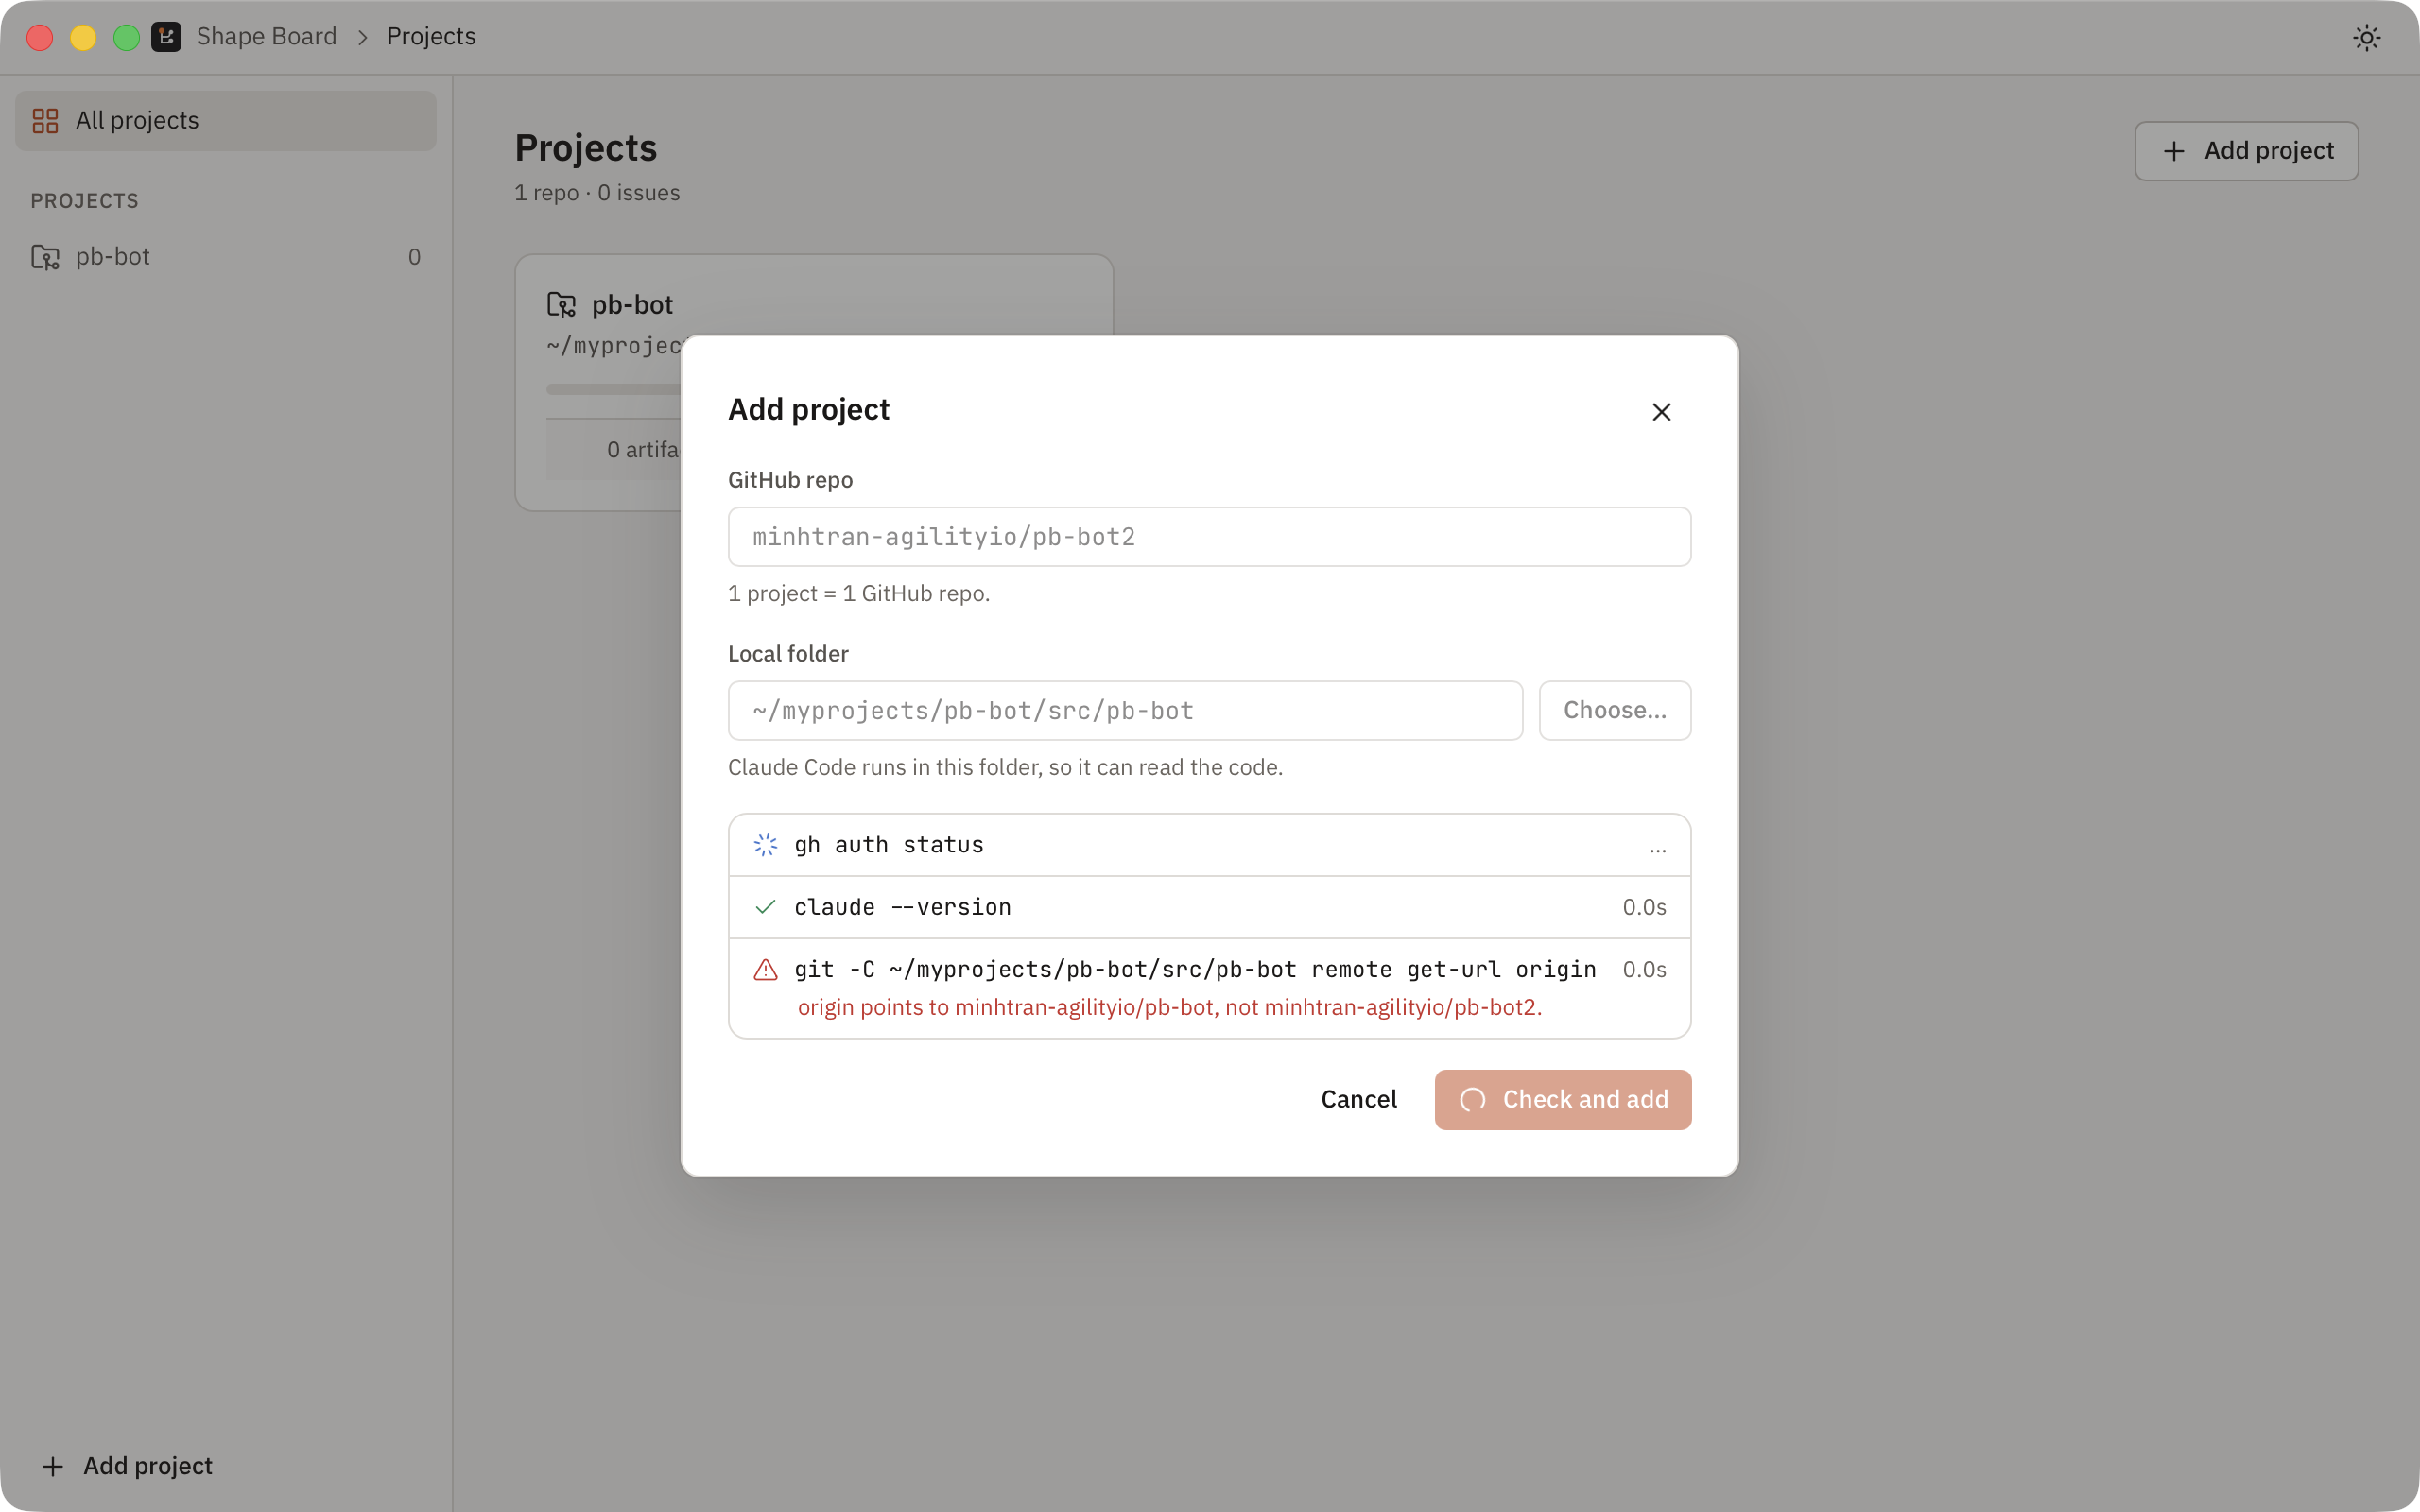 Shape Board > Projects
All projects
PROJECTS
pb-bot 0
Add project
Projects
1 repo · 0 issues
Add project
pb-bot
~/myprojec
0 artifa
Add project
GitHub repo
minhtran-agilityio/pb-bot2
1 project = 1 GitHub repo.
Local folder
~/myprojects/pb-bot/src/pb-bot
Choose...
Claude Code runs in this folder, so it can read the code.
gh auth status ...
claude --version 0.0s
git -C ~/myprojects/pb-bot/src/pb-bot remote get-url origin 0.0s
origin points to minhtran-agilityio/pb-bot, not minhtran-agilityio/pb-bot2.
Cancel
Check and add